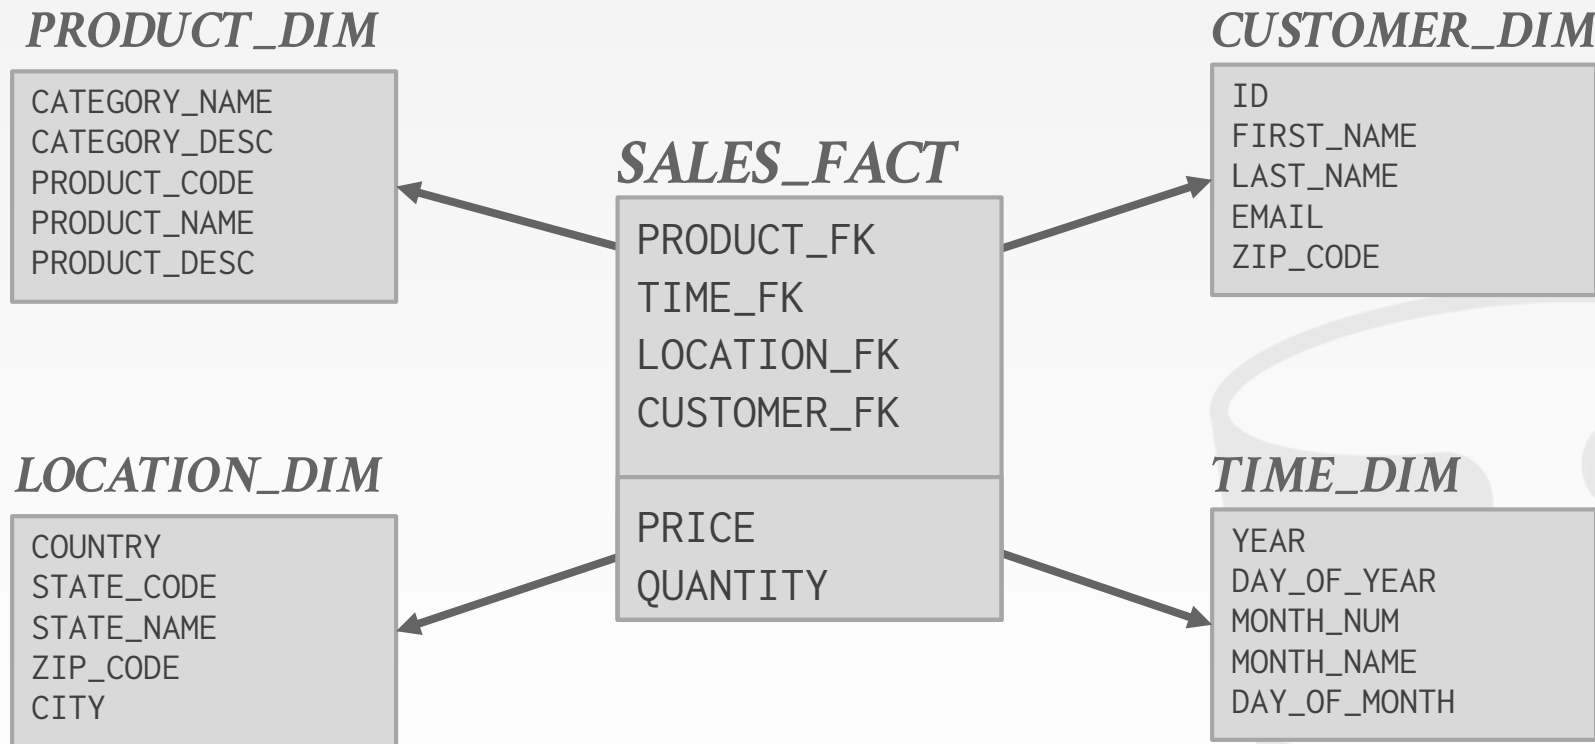 PRODUCT_DIM
CATEGORY_NAME
CATEGORY_DESC
PRODUCT_CODE
PRODUCT_NAME
PRODUCT_DESC
CUSTOMER_DIM
ID
FIRST_NAME
LAST_NAME
EMAIL
ZIP_CODE
SALES_FACT
PRODUCT_FK
TIME_FK
LOCATION_FK
CUSTOMER_FK
PRICE
QUANTITY
LOCATION_DIM
COUNTRY
STATE_CODE
STATE_NAME
ZIP_CODE
CITY
TIME_DIM
YEAR
DAY_OF_YEAR
MONTH_NUM
MONTH_NAME
DAY_OF_MONTH